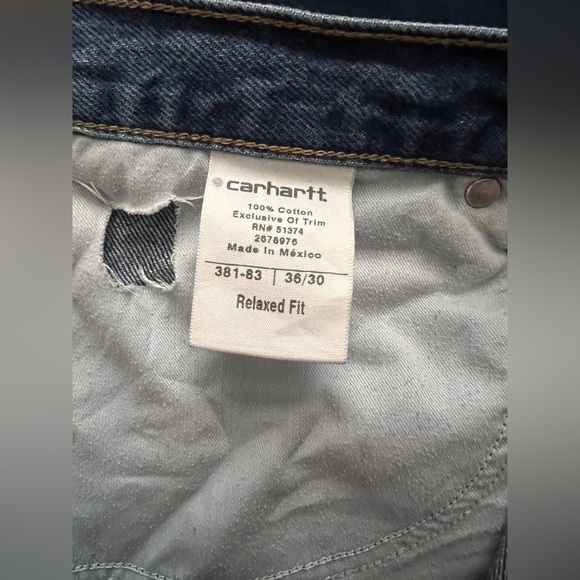 carhartt
100% Cotton
Exclusive Of Trim
RN# 51374
2676976
Made In México
381-83 | 36/30
Relaxed Fit